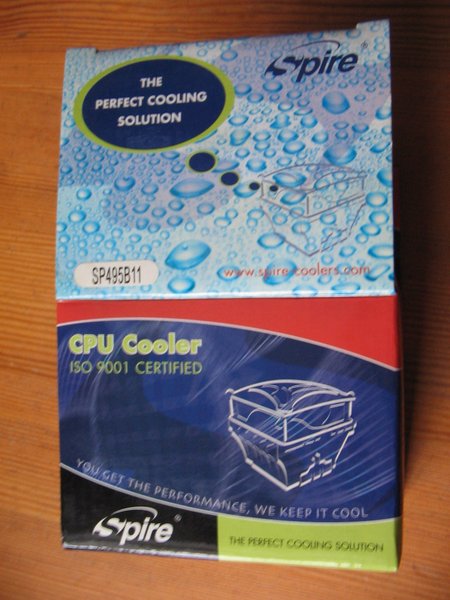 Spire®
THE
PERFECT COOLING
SOLUTION
SP495B11
www.spire-coolers.com
CPU Cooler
ISO 9001 CERTIFIED
YOU GET THE PERFORMANCE, WE KEEP IT COOL
Spire®
THE PERFECT COOLING SOLUTION